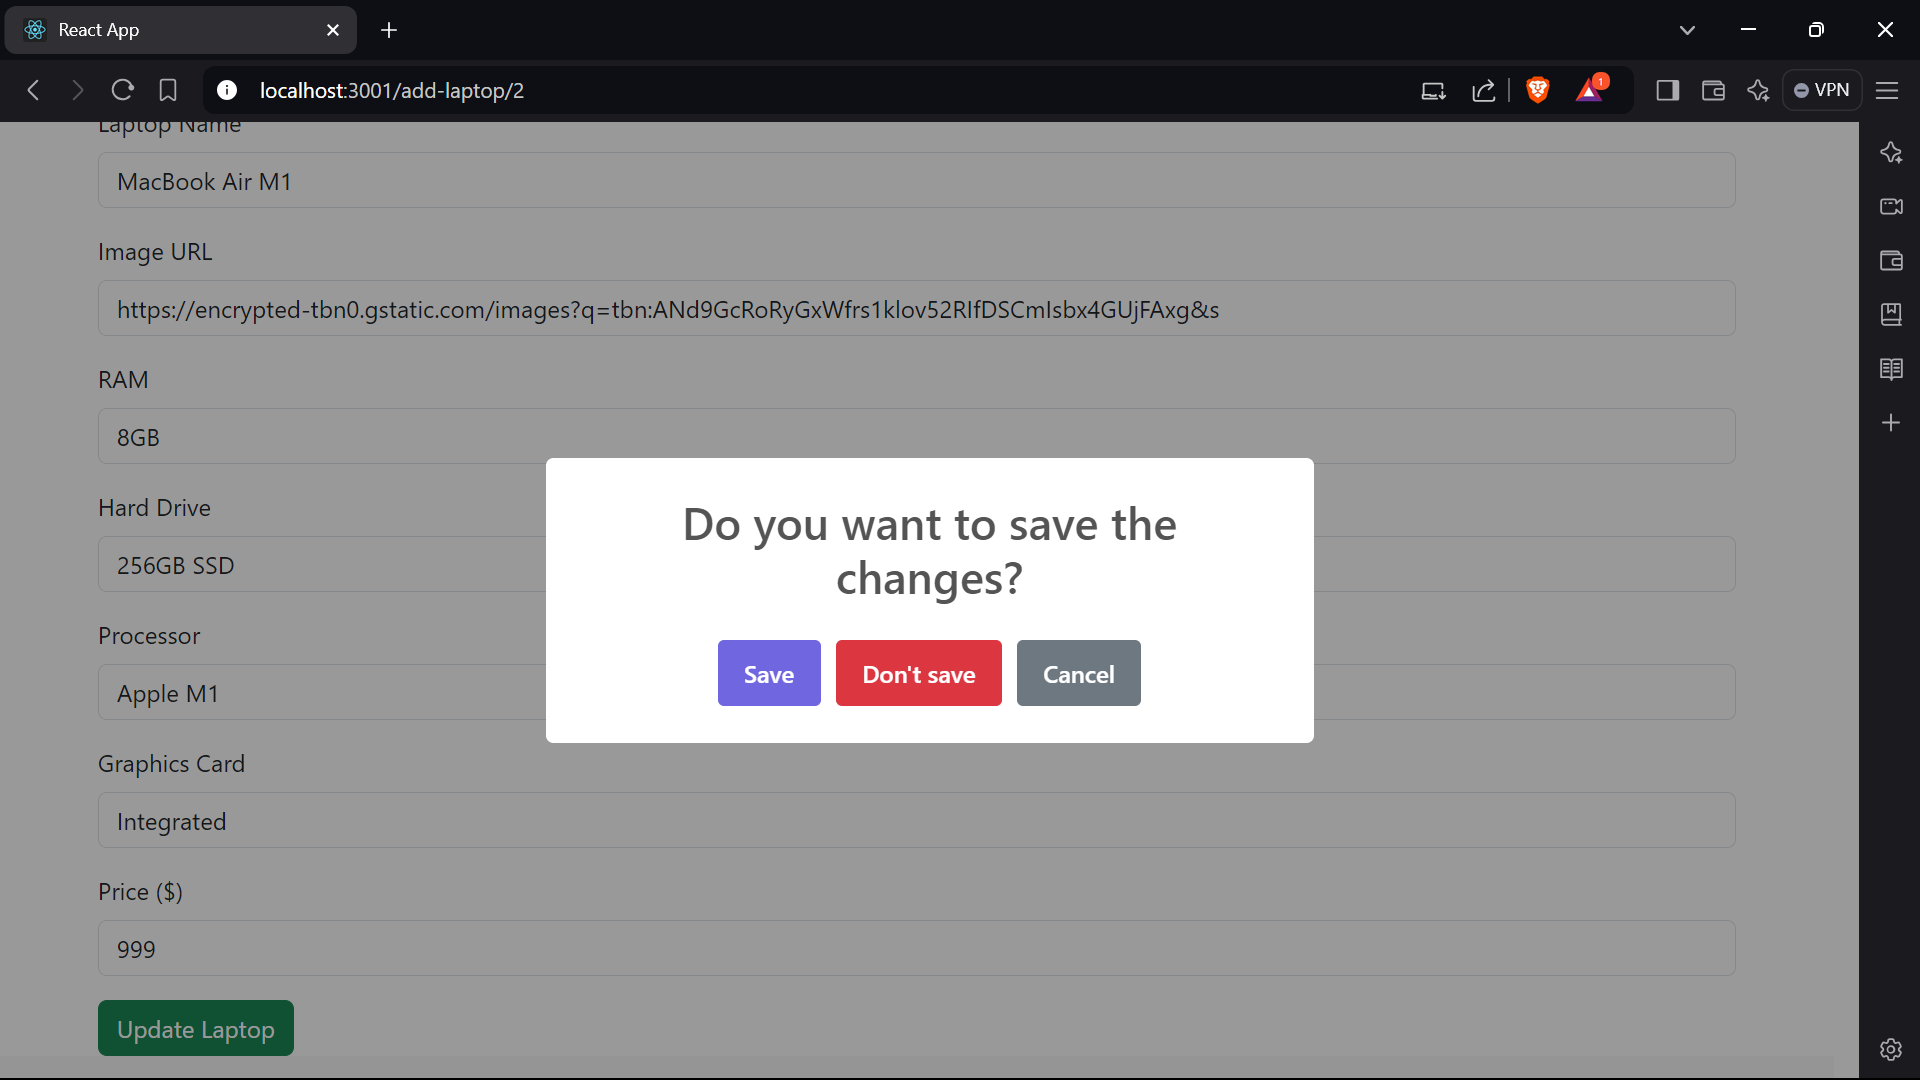 React App
localhost:3001/add-laptop/2
1
VPN
Laptop Name
MacBook Air M1
Image URL
https://encrypted-tbn0.gstatic.com/images?q=tbn:ANd9GcRoRyGxWfrs1klov52RIfDSCmIsbx4GUjFAxg&s
RAM
8GB
Hard Drive
256GB SSD
Do you want to save the
changes?
Processor
Apple M1
Save
Don't save
Cancel
Graphics Card
Integrated
Price ($)
999
Update Laptop